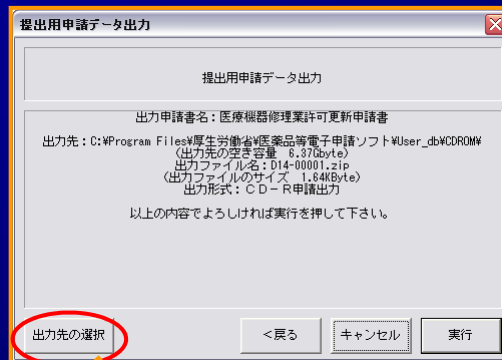 提出用申請データ出力
提出用申請データ出力
出力申請書名：医療機器修理業許可更新申請書
出力先：C:¥Program Files¥厚生労働省¥医薬品等電子申請ソフト¥User_db¥CDROM¥
（出力先の空き容量　6.37Gbyte）
出力ファイル名：D14-00001.zip
（出力ファイルのサイズ　1.64KByte）
出力形式：ＣＤ－Ｒ申請出力
以上の内容でよろしければ実行を押して下さい。
出力先の選択
<戻る
キャンセル
実行